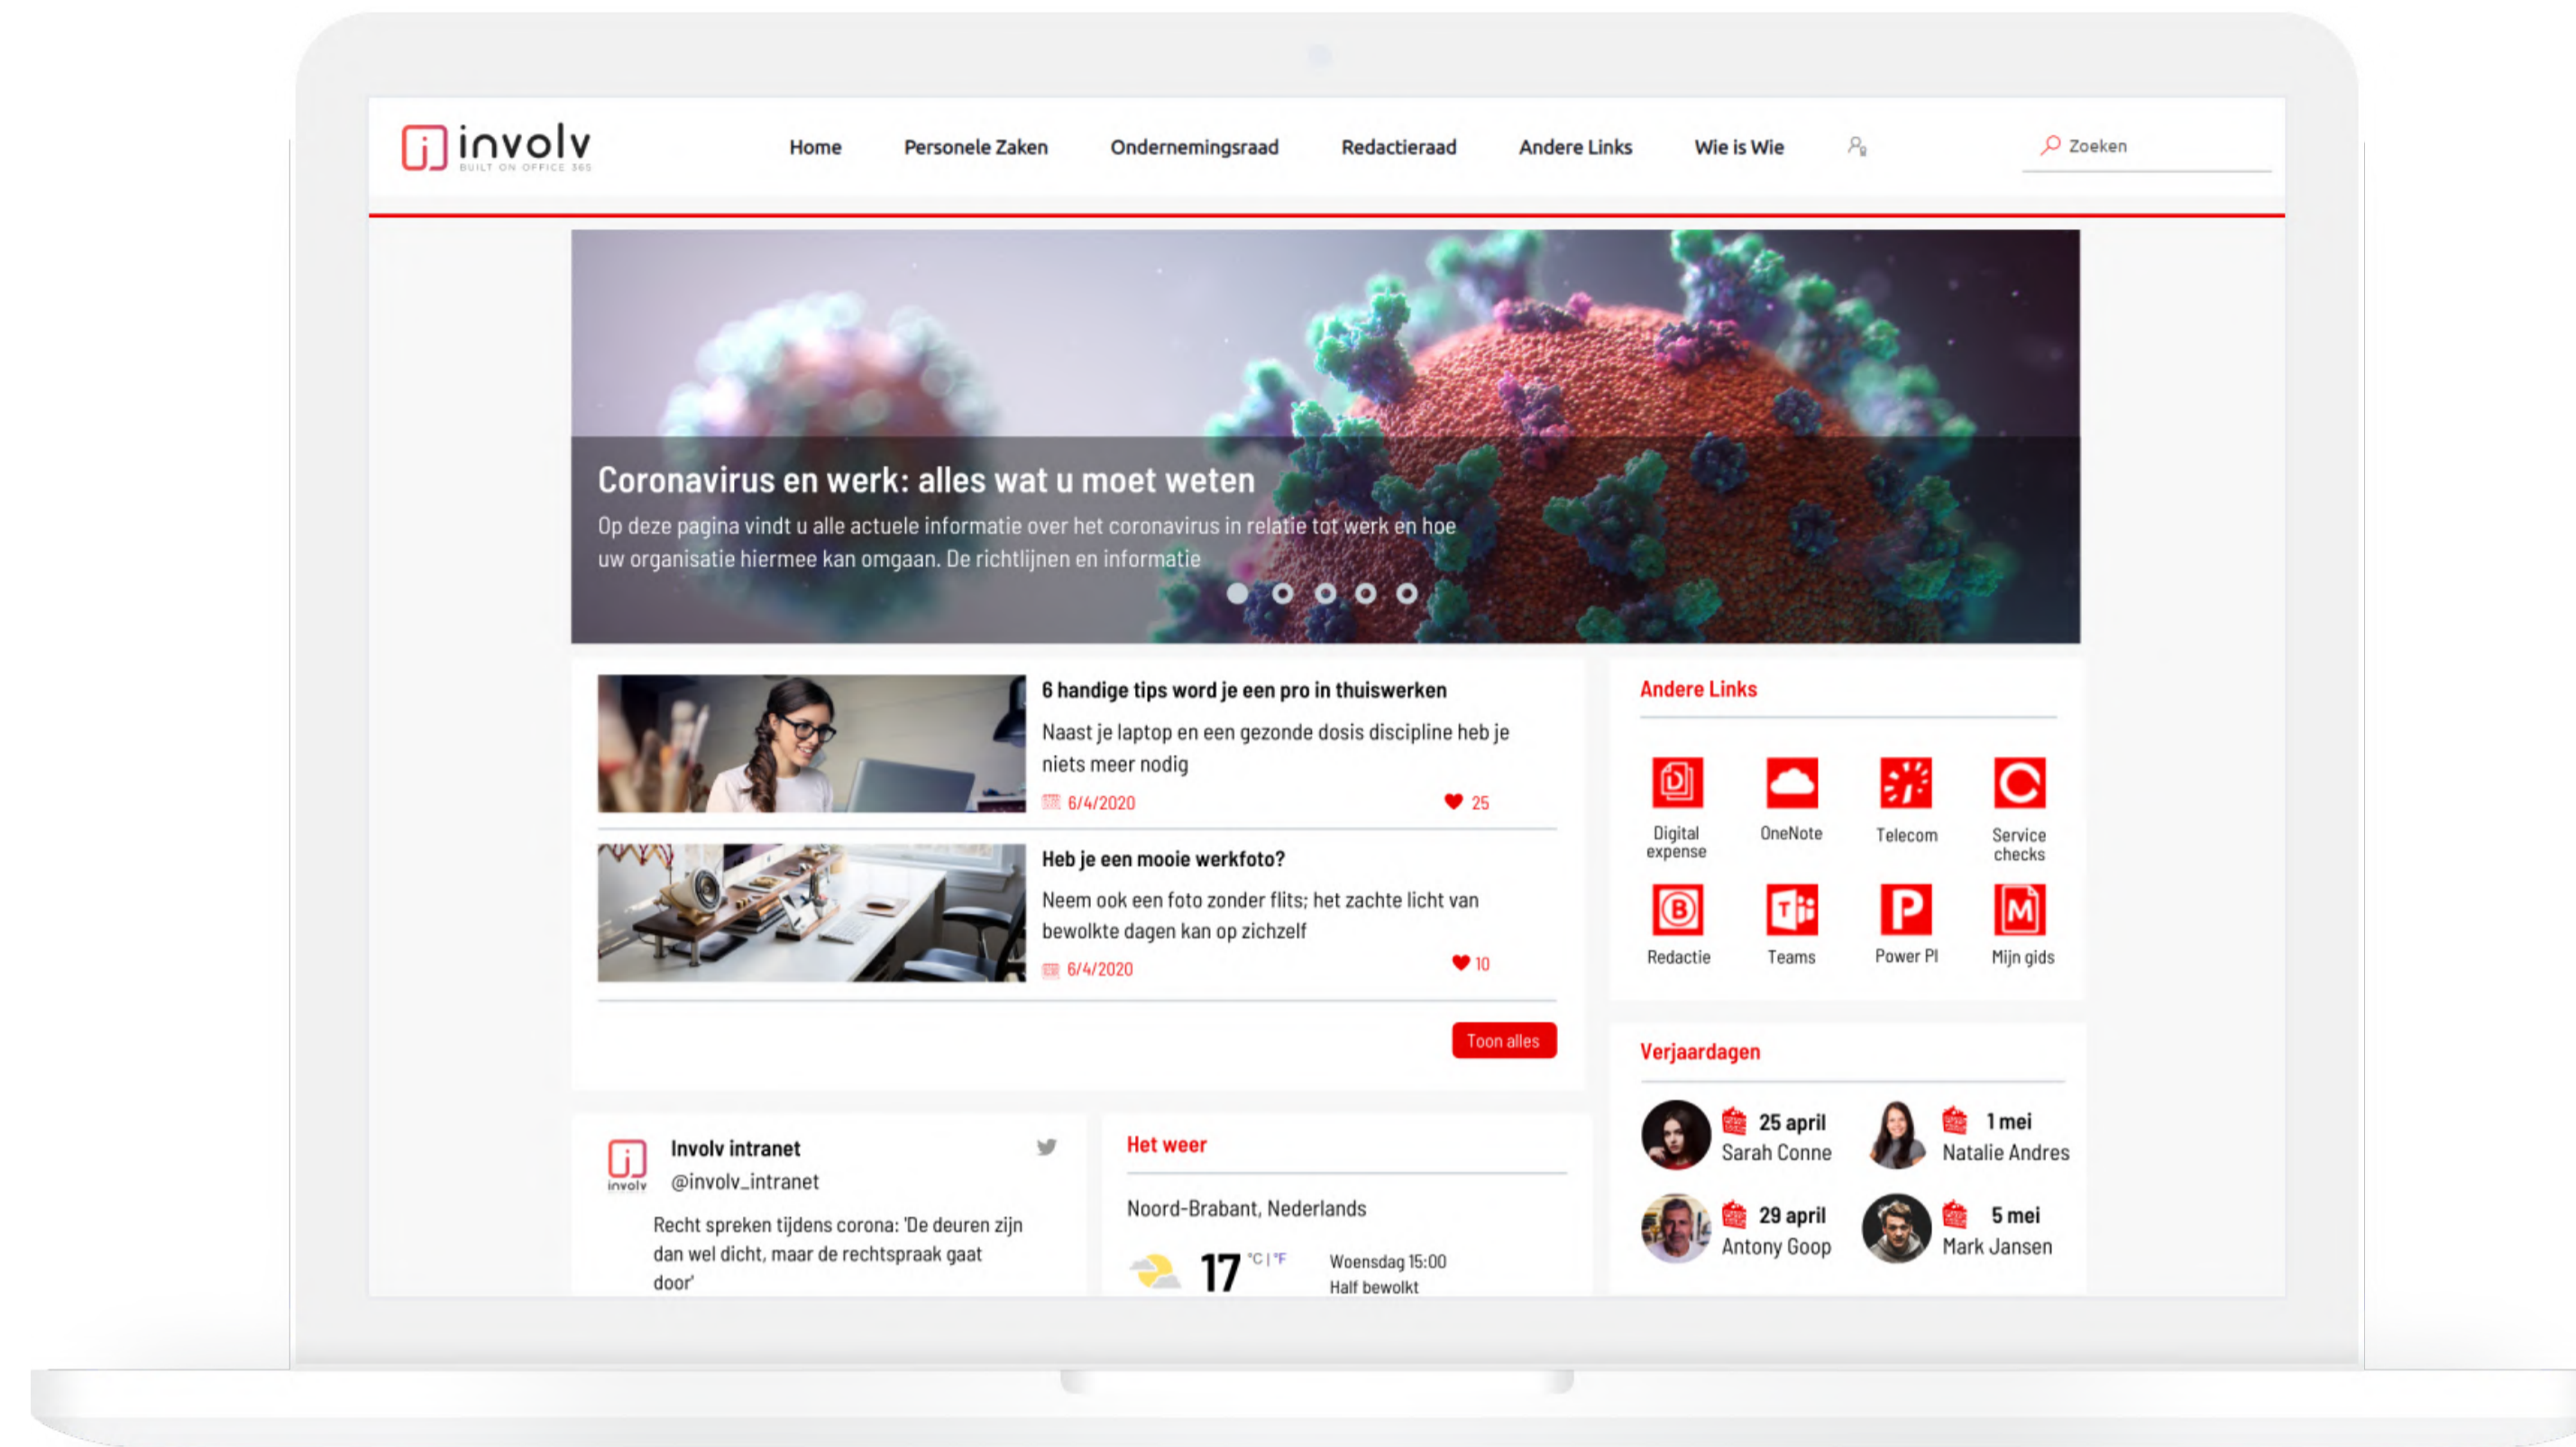 involv
BUILT ON OFFICE 365
Home
Personele Zaken
Ondernemingsraad
Redactieraad
Andere Links
Wie is Wie
Zoeken
Coronavirus en werk: alles wat u moet weten
Op deze pagina vindt u alle actuele informatie over het coronavirus in relatie tot werk en hoe
uw organisatie hiermee kan omgaan. De richtlijnen en informatie
6 handige tips word je een pro in thuiswerken
Naast je laptop en een gezonde dosis discipline heb je
niets meer nodig
6/4/2020
25
Heb je een mooie werkfoto?
Neem ook een foto zonder flits; het zachte licht van
bewolkte dagen kan op zichzelf
6/4/2020
10
Toon alles
Andere Links
Digital
expense
OneNote
Telecom
Service
checks
Redactie
Teams
Power PI
Mijn gids
Verjaardagen
25 april
Sarah Conne
1 mei
Natalie Andres
29 april
Antony Goop
5 mei
Mark Jansen
involv
Involv intranet
@involv_intranet
Recht spreken tijdens corona: 'De deuren zijn
dan wel dicht, maar de rechtspraak gaat
door'
Het weer
Noord-Brabant, Nederlands
17 °C | °F
Woensdag 15:00
Half bewolkt